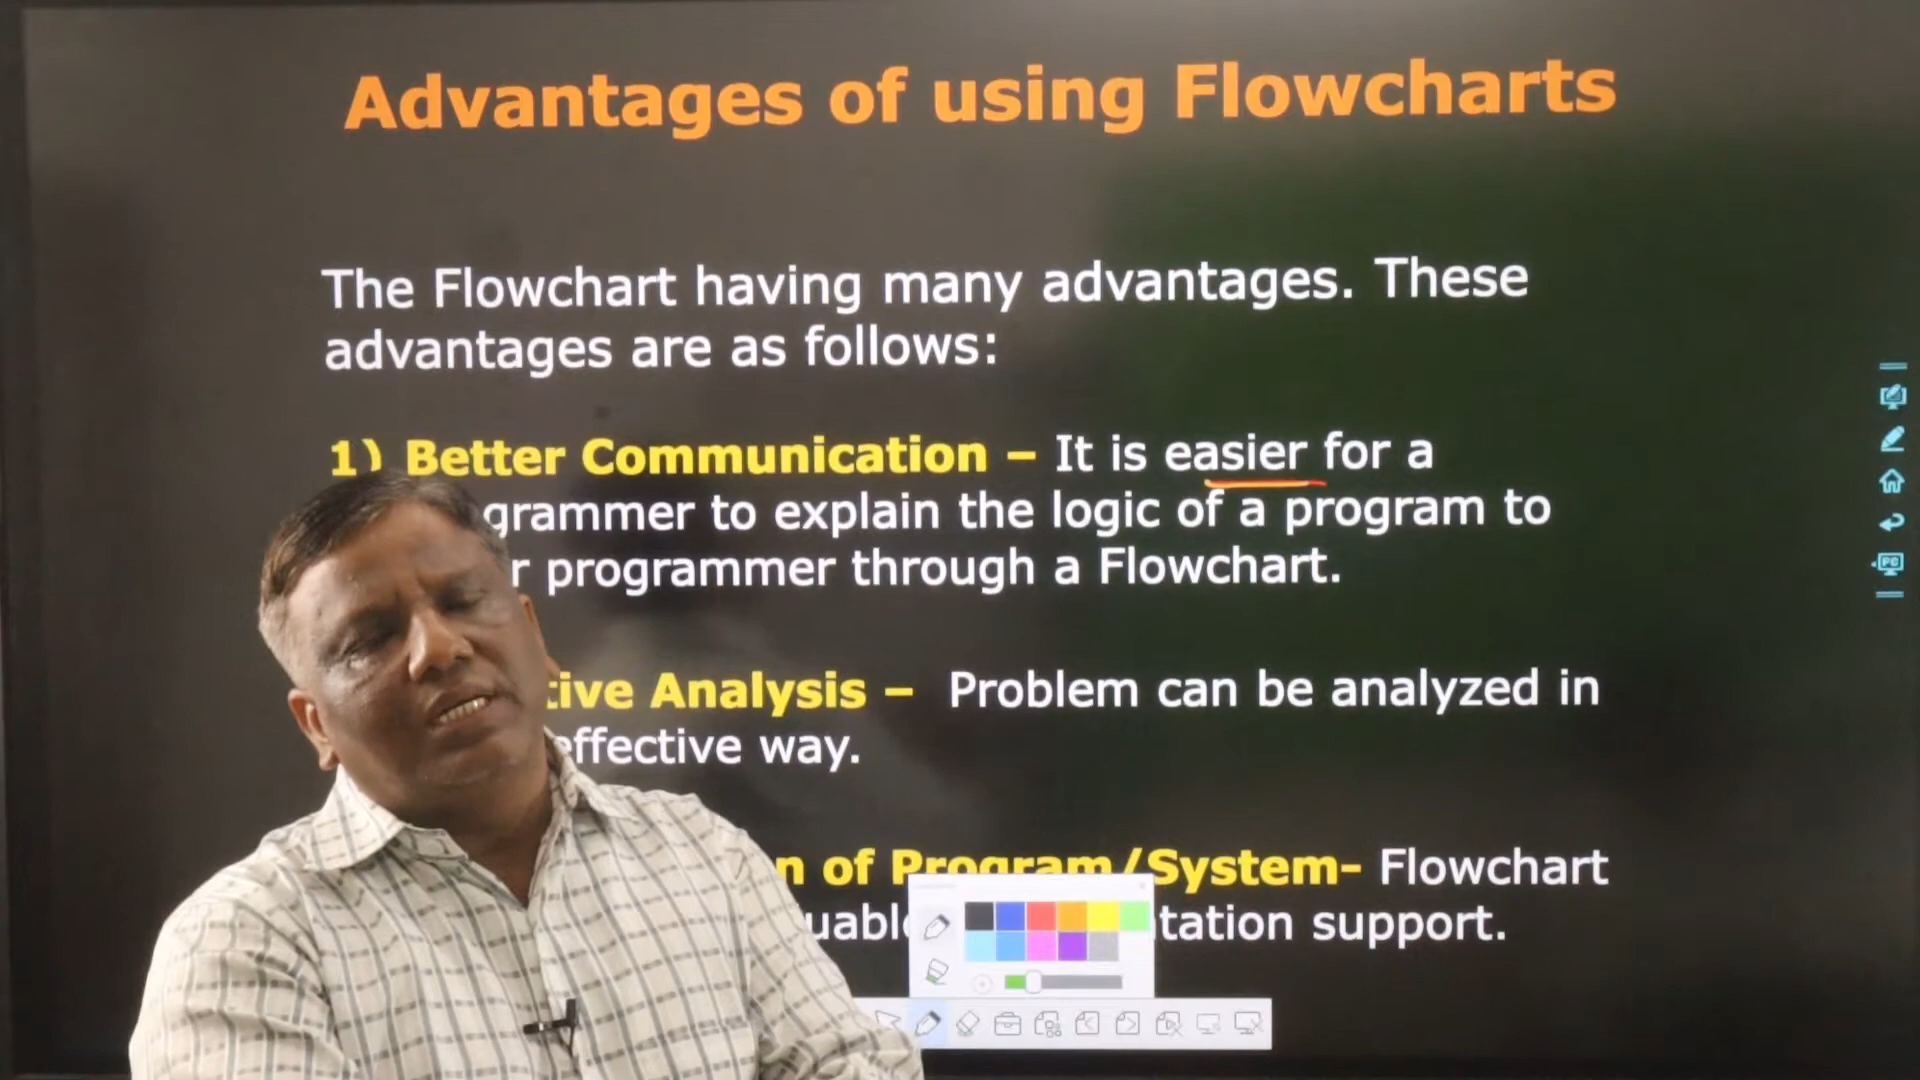 Advantages of using Flowcharts
The Flowchart having many advantages. These
advantages are as follows:
1) Better Communication – It is easier for a
grammer to explain the logic of a program to
r programmer through a Flowchart.
tive Analysis – Problem can be analyzed in
effective way.
n of Program/System- Flowchart
uabl tation support.
PC